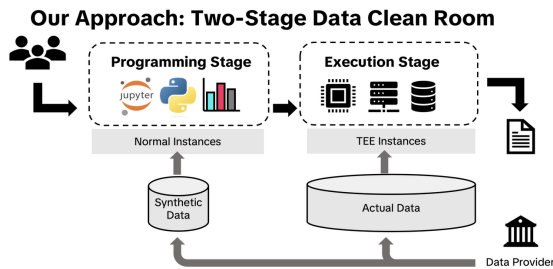 Our Approach: Two-Stage Data Clean Room
Programming Stage
Execution Stage
jupyter
Normal Instances
TEE Instances
Synthetic
Data
Actual Data
Data Provider